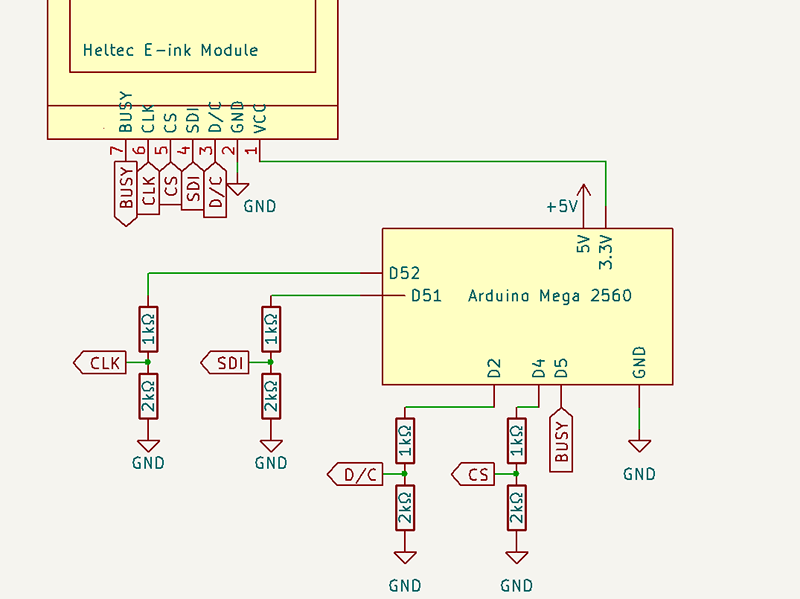 Heltec E-ink Module
BUSY
CLK
CS
SDI
D/C
GND
VCC
7
6
5
4
3
2
1
BUSY
CLK
CS
SDI
D/C
GND
+5V
5V
3.3V
D52
D51
Arduino Mega 2560
D2
D4
D5
GND
1kΩ
1kΩ
CLK
SDI
2kΩ
2kΩ
GND
GND
1kΩ
1kΩ
BUSY
D/C
CS
GND
2kΩ
2kΩ
GND
GND